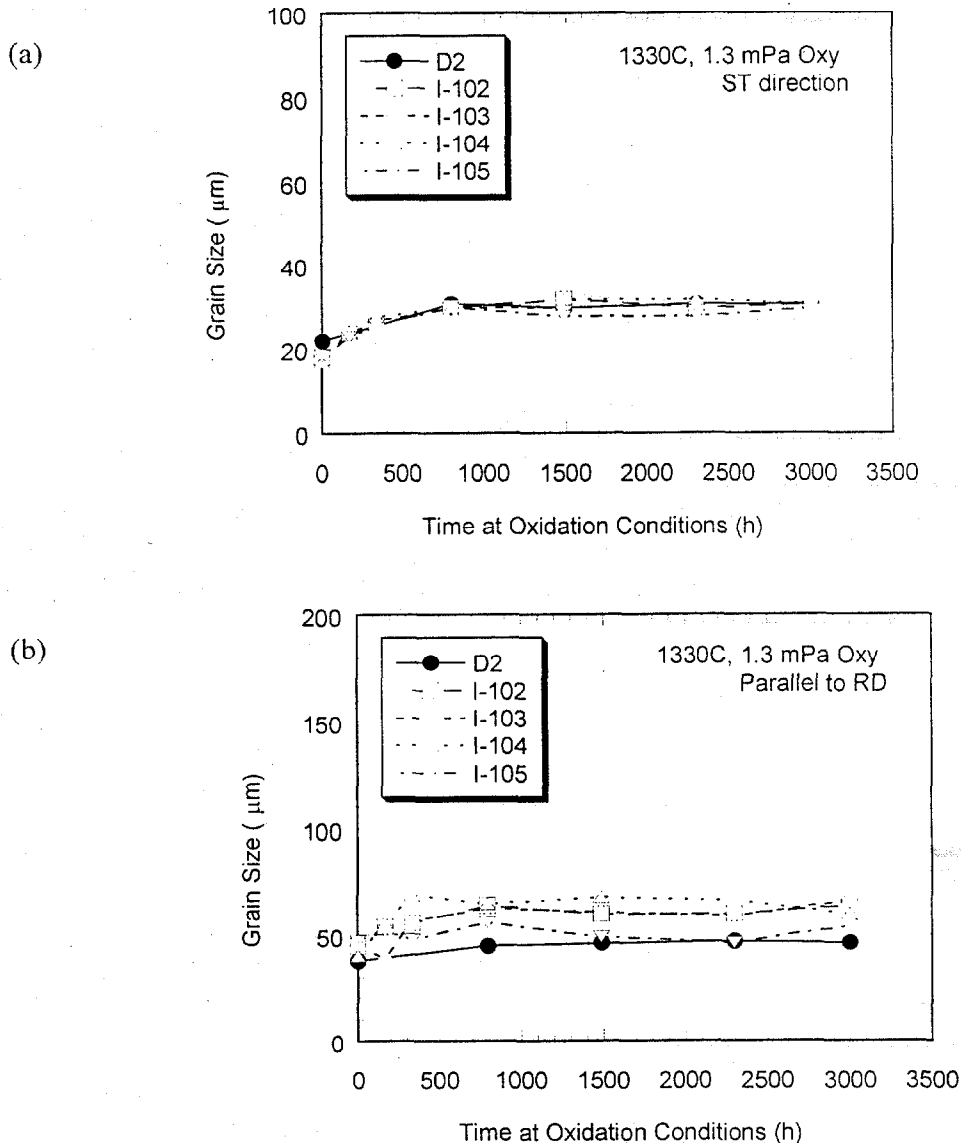 (a)
100
80
60
40
20
0
Grain Size ( μm)
D2
I-102
I-103
I-104
I-105
1330C, 1.3 mPa Oxy
ST direction
0 500 1000 1500 2000 2500 3000 3500
Time at Oxidation Conditions (h)
(b)
200
150
100
50
0
Grain Size ( μm)
D2
I-102
I-103
I-104
I-105
1330C, 1.3 mPa Oxy
Parallel to RD
0 500 1000 1500 2000 2500 3000 3500
Time at Oxidation Conditions (h)